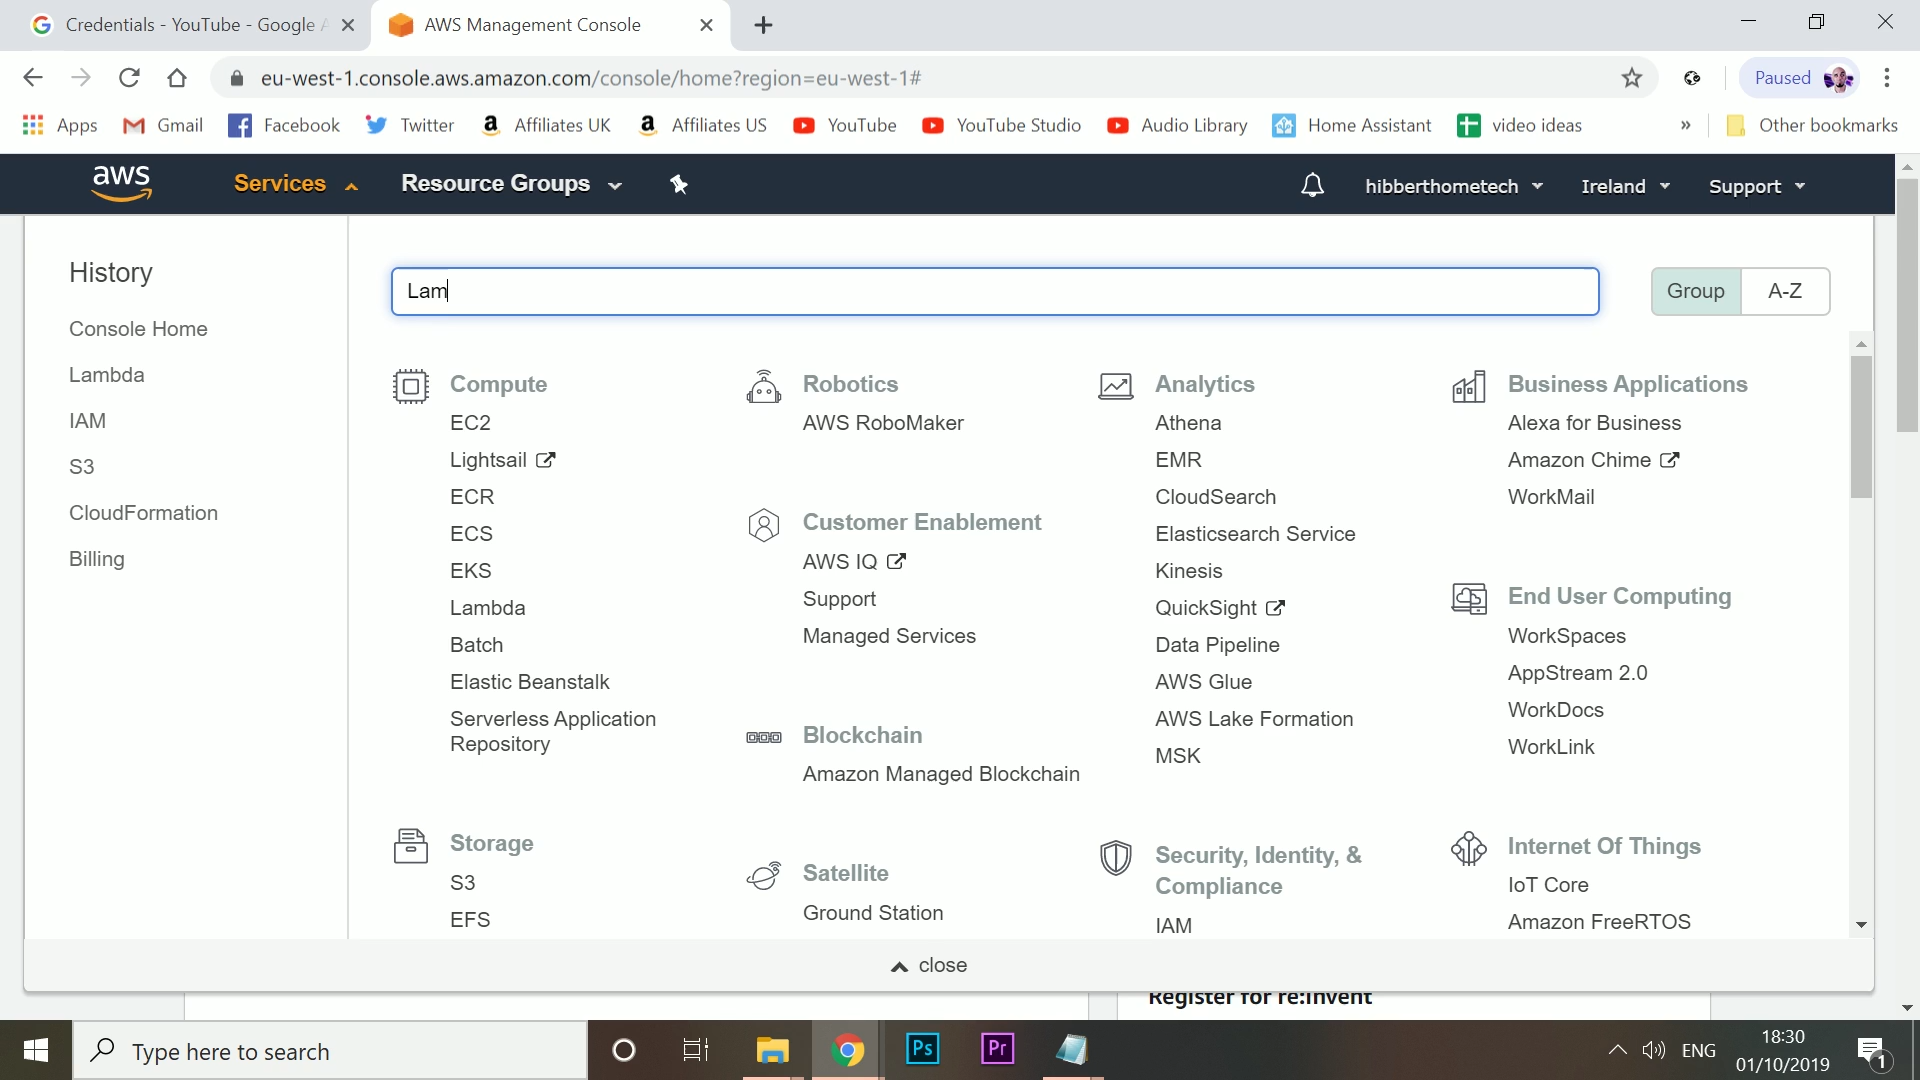 Credentials - YouTube - Google
AWS Management Console
eu-west-1.console.aws.amazon.com/console/home?region=eu-west-1#
Paused
Apps
Gmail
Facebook
Twitter
Affiliates UK
Affiliates US
YouTube
YouTube Studio
Audio Library
Home Assistant
video ideas
»
Other bookmarks
aws
Services
Resource Groups
hibberthometech
Ireland
Support
History
Console Home
Lambda
IAM
S3
CloudFormation
Billing
Lam
Group
A-Z
Compute
EC2
Lightsail
ECR
ECS
EKS
Lambda
Batch
Elastic Beanstalk
Serverless Application
Repository
Storage
S3
EFS
Robotics
AWS RoboMaker
Customer Enablement
AWS IQ
Support
Managed Services
Blockchain
Amazon Managed Blockchain
Satellite
Ground Station
Analytics
Athena
EMR
CloudSearch
Elasticsearch Service
Kinesis
QuickSight
Data Pipeline
AWS Glue
AWS Lake Formation
MSK
Security, Identity, &
Compliance
IAM
Business Applications
Alexa for Business
Amazon Chime
WorkMail
End User Computing
WorkSpaces
AppStream 2.0
WorkDocs
WorkLink
Internet Of Things
IoT Core
Amazon FreeRTOS
close
Register for re:Invent
Type here to search
Ps
Pr
ENG
18:30
01/10/2019
1